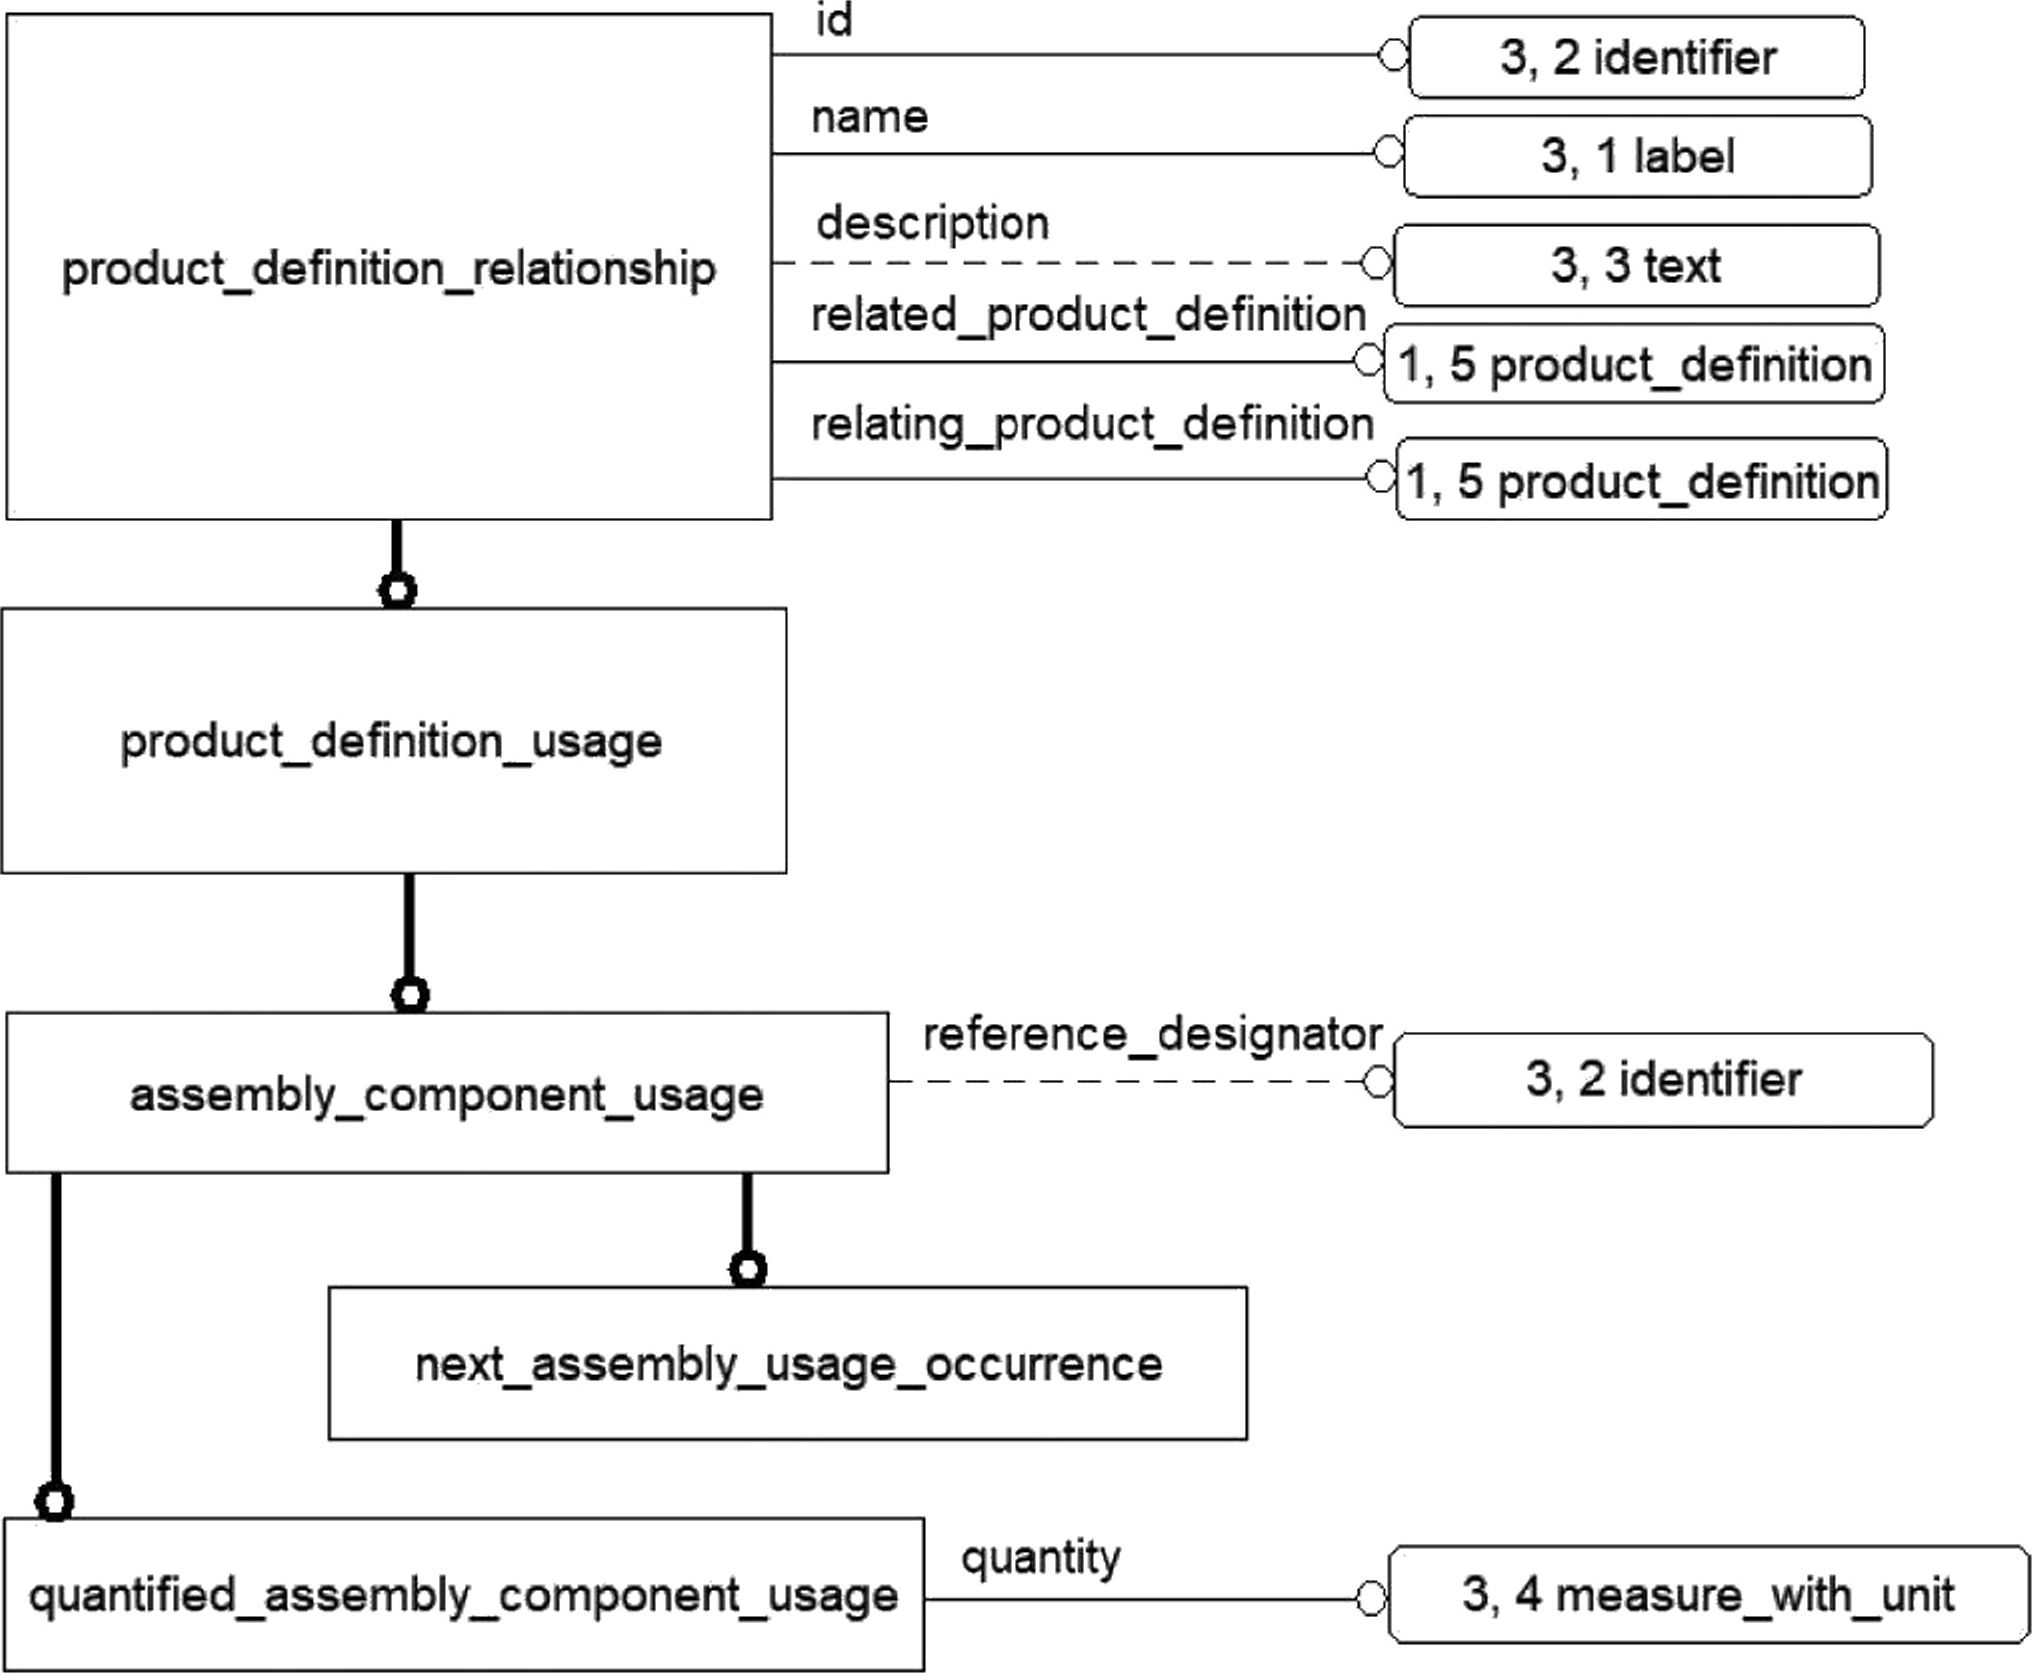 id
3, 2 identifier
name
3, 1 label
description
3, 3 text
product_definition_relationship
related_product_definition
1, 5 product_definition
relating_product_definition
1, 5 product_definition
product_definition_usage
reference_designator
3, 2 identifier
assembly_component_usage
next_assembly_usage_occurrence
quantity
quantified_assembly_component_usage
3, 4 measure_with_unit